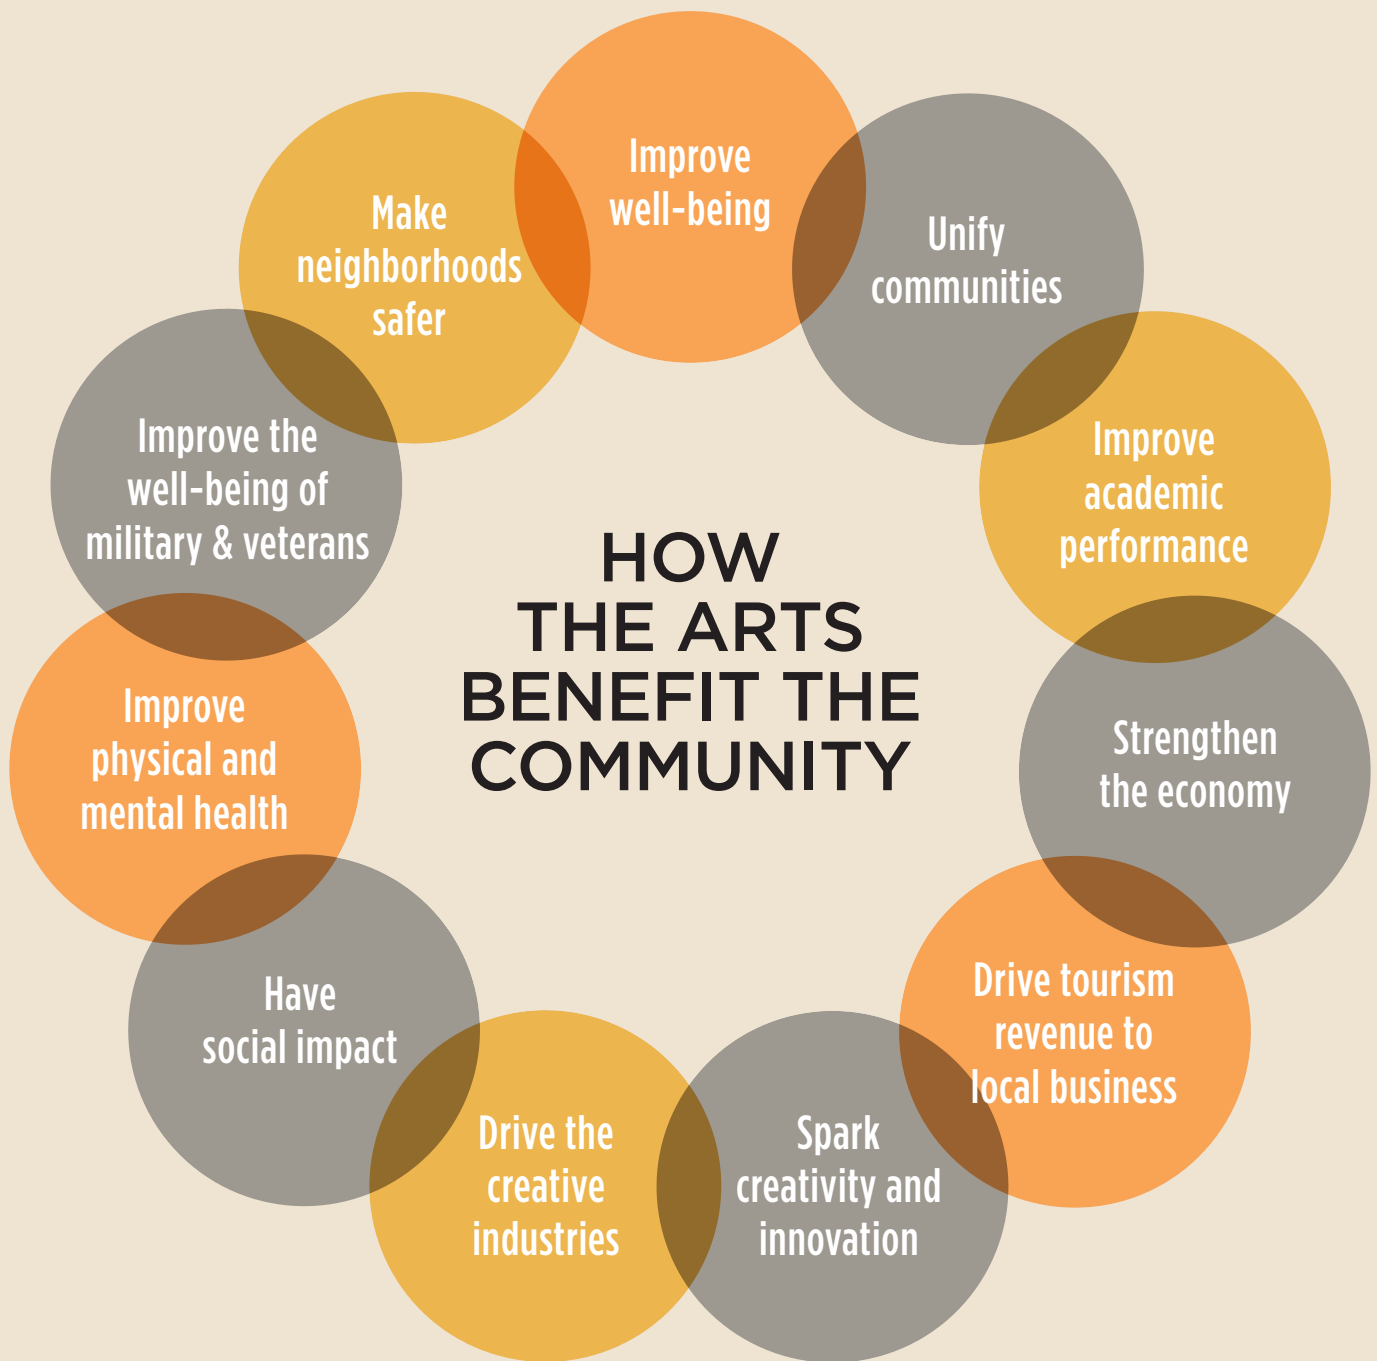 HOW
THE ARTS
BENEFIT THE
COMMUNITY
Improve
well-being
Unify
communities
Improve
academic
performance
Strengthen
the economy
Drive tourism
revenue to
local business
Spark
creativity and
innovation
Drive the
creative
industries
Have
social impact
Improve
physical and
mental health
Improve the
well-being of
military & veterans
Make
neighborhoods
safer